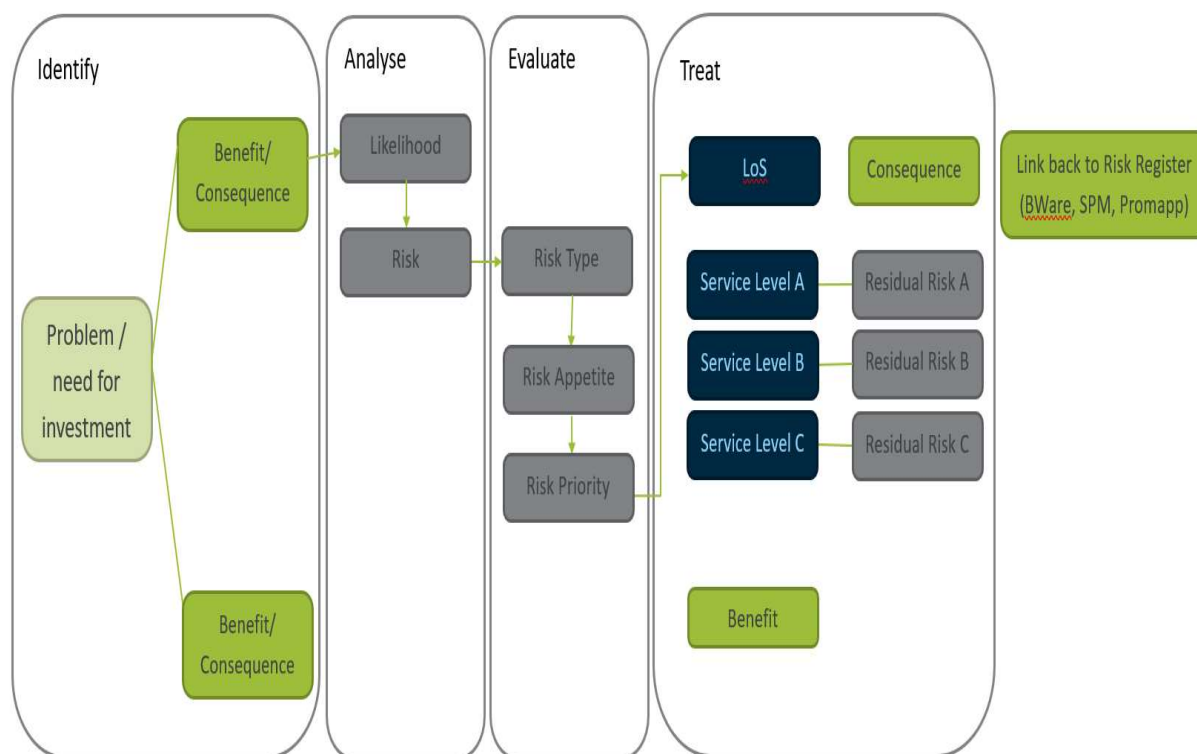 Identify
Problem /
need for
investment
Benefit/
Consequence
Benefit/
Consequence
Analyse
Likelihood
Risk
Evaluate
Risk Type
Risk Appetite
Risk Priority
Treat
LoS
Consequence
Service Level A
Residual Risk A
Service Level B
Residual Risk B
Service Level C
Residual Risk C
Benefit
Link back to Risk Register
(BWare, SPM, Promapp)